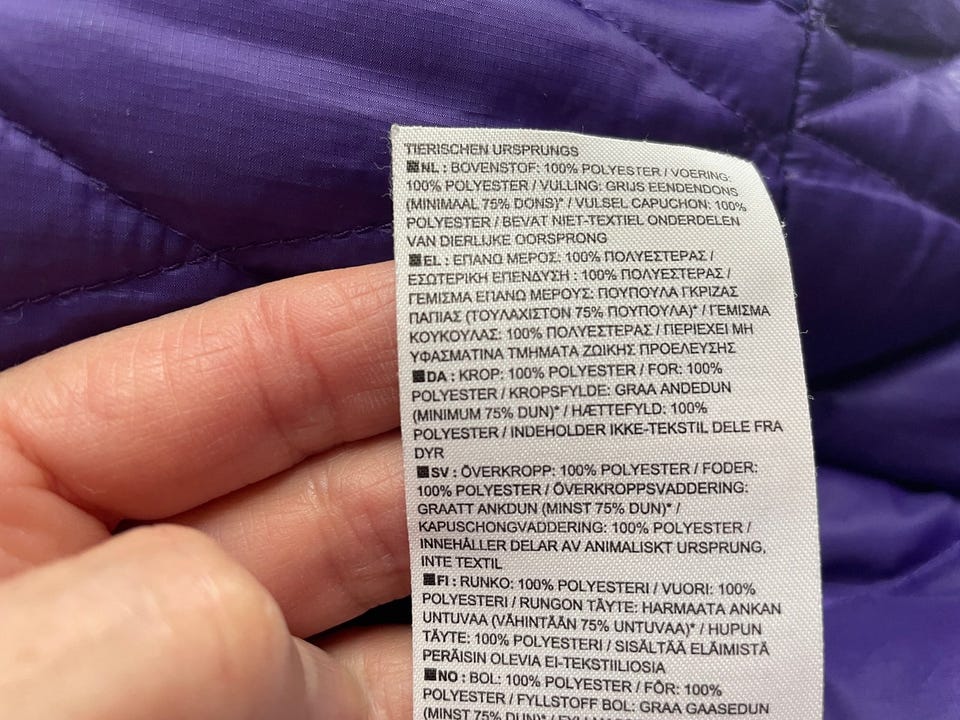 TIERISCHEN URSPRUNGS
NL : BOVENSTOF: 100% POLYESTER / VOERING:
100% POLYESTER / VULLING: GRIJS EENDENDONS
(MINIMAAL 75% DONS)* / VULSEL CAPUCHON: 100%
POLYESTER / BEVAT NIET-TEXTIEL ONDERDELEN
VAN DIERLIJKE OORSPRONG
EL : ΕΠΑΝΩ ΜΕΡΟΣ: 100% ΠΟΛΥΕΣΤΕΡΑΣ /
ΕΣΩΤΕΡΙΚΗ ΕΠΕΝΔΥΣΗ : 100% ΠΟΛΥΕΣΤΕΡΑΣ /
ΓΕΜΙΣΜΑ ΕΠΑΝΩ ΜΕΡΟΥΣ: ΠΟΥΠΟΥΛΑ ΓΚΡΙΖΑΣ
ΠΑΠΙΑΣ (ΤΟΥΛΑΧΙΣΤΟΝ 75% ΠΟΥΠΟΥΛΑ)* / ΓΕΜΙΣΜΑ
ΚΟΥΚΟΥΛΑΣ: 100% ΠΟΛΥΕΣΤΕΡΑΣ / ΠΕΡΙΕΧΕΙ ΜΗ
ΥΦΑΣΜΑΤΙΝΑ ΤΜΗΜΑΤΑ ΖΩΙΚΗΣ ΠΡΟΕΛΕΥΣΗΣ
DA : KROP: 100% POLYESTER / FOR: 100%
POLYESTER / KROPSFYLDE: GRAA ANDEDUN
(MINIMUM 75% DUN)* / HÆTTEFYLD: 100%
POLYESTER / INDEHOLDER IKKE-TEKSTIL DELE FRA
DYR
SV : ÖVERKROPP: 100% POLYESTER / FODER:
100% POLYESTER / ÖVERKROPPSVADDERING:
GRAATT ANKDUN (MINST 75% DUN)* /
KAPUSCHONGVADDERING: 100% POLYESTER /
INNEHÅLLER DELAR AV ANIMALISKT URSPRUNG,
INTE TEXTIL
FI : RUNKO: 100% POLYESTERI / VUORI: 100%
POLYESTERI / RUNGON TÄYTE: HARMAATA ANKAN
UNTUVAA (VÄHINTÄÄN 75% UNTUVAA)* / HUPUN
TÄYTE: 100% POLYESTERI / SISÄLTÄÄ ELÄIMISTÄ
PERÄISIN OLEVIA EI-TEKSTIILIOSIA
NO : BOL: 100% POLYESTER / FÔR: 100%
POLYESTER / FYLLSTOFF BOL: GRAA GAASEDUN
(MINST 75% DUN)* /